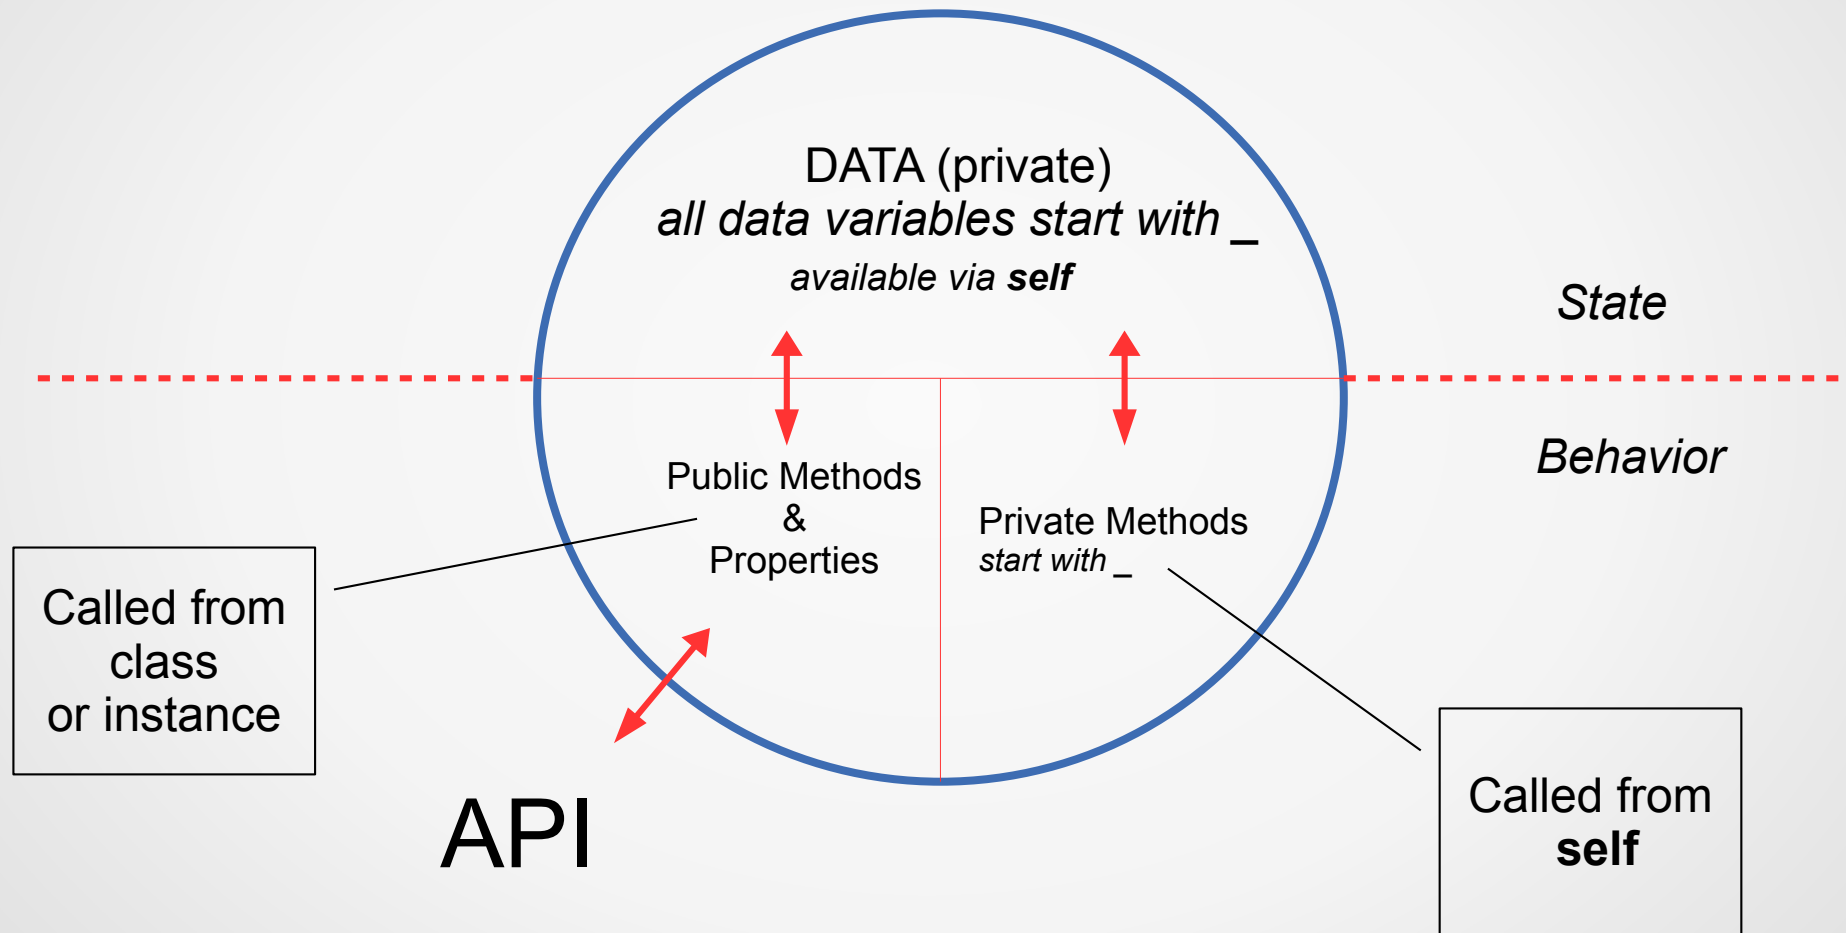 DATA (private)
all data variables start with _
available via self
State
Behavior
Public Methods
&
Properties
Private Methods
start with _
Called from
class
or instance
API
Called from
self